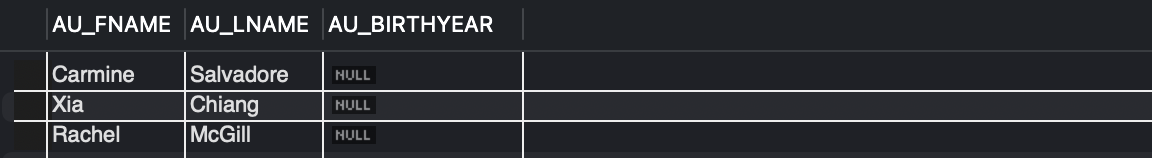 AU_FNAME AU_LNAME AU_BIRTHYEAR
Carmine Salvadore NULL
Xia Chiang NULL
Rachel McGill NULL